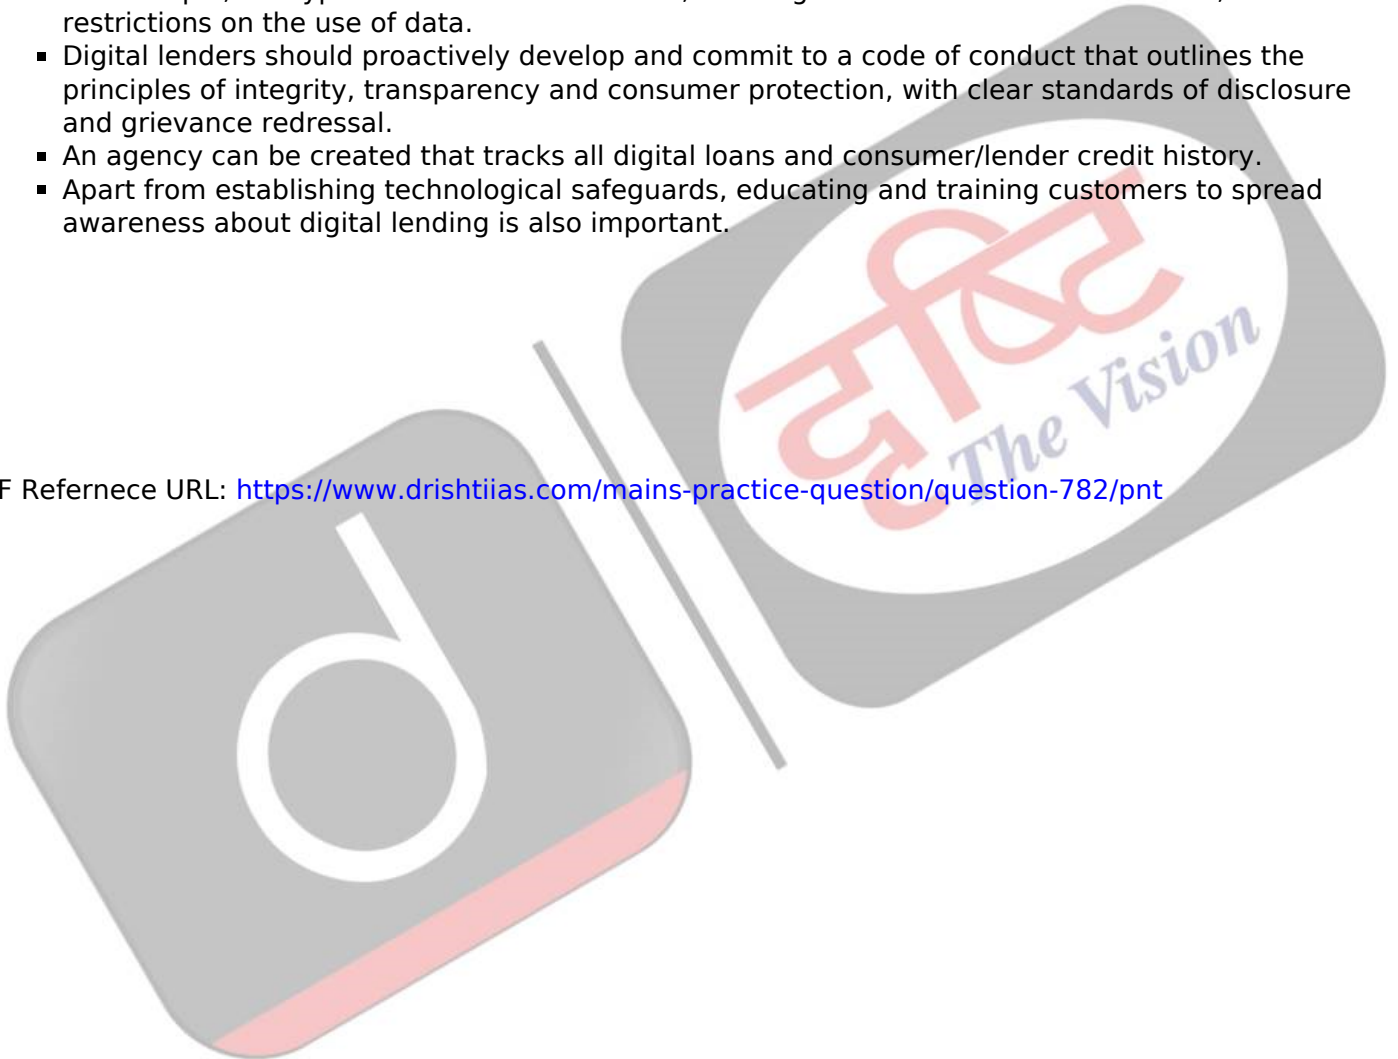 restrictions on the use of data.
▪ Digital lenders should proactively develop and commit to a code of conduct that outlines the
principles of integrity, transparency and consumer protection, with clear standards of disclosure
and grievance redressal.
▪ An agency can be created that tracks all digital loans and consumer/lender credit history.
▪ Apart from establishing technological safeguards, educating and training customers to spread
awareness about digital lending is also important.
दृष्टि
The Vision
F Refernece URL: https://www.drishtiias.com/mains-practice-question/question-782/pnt
d